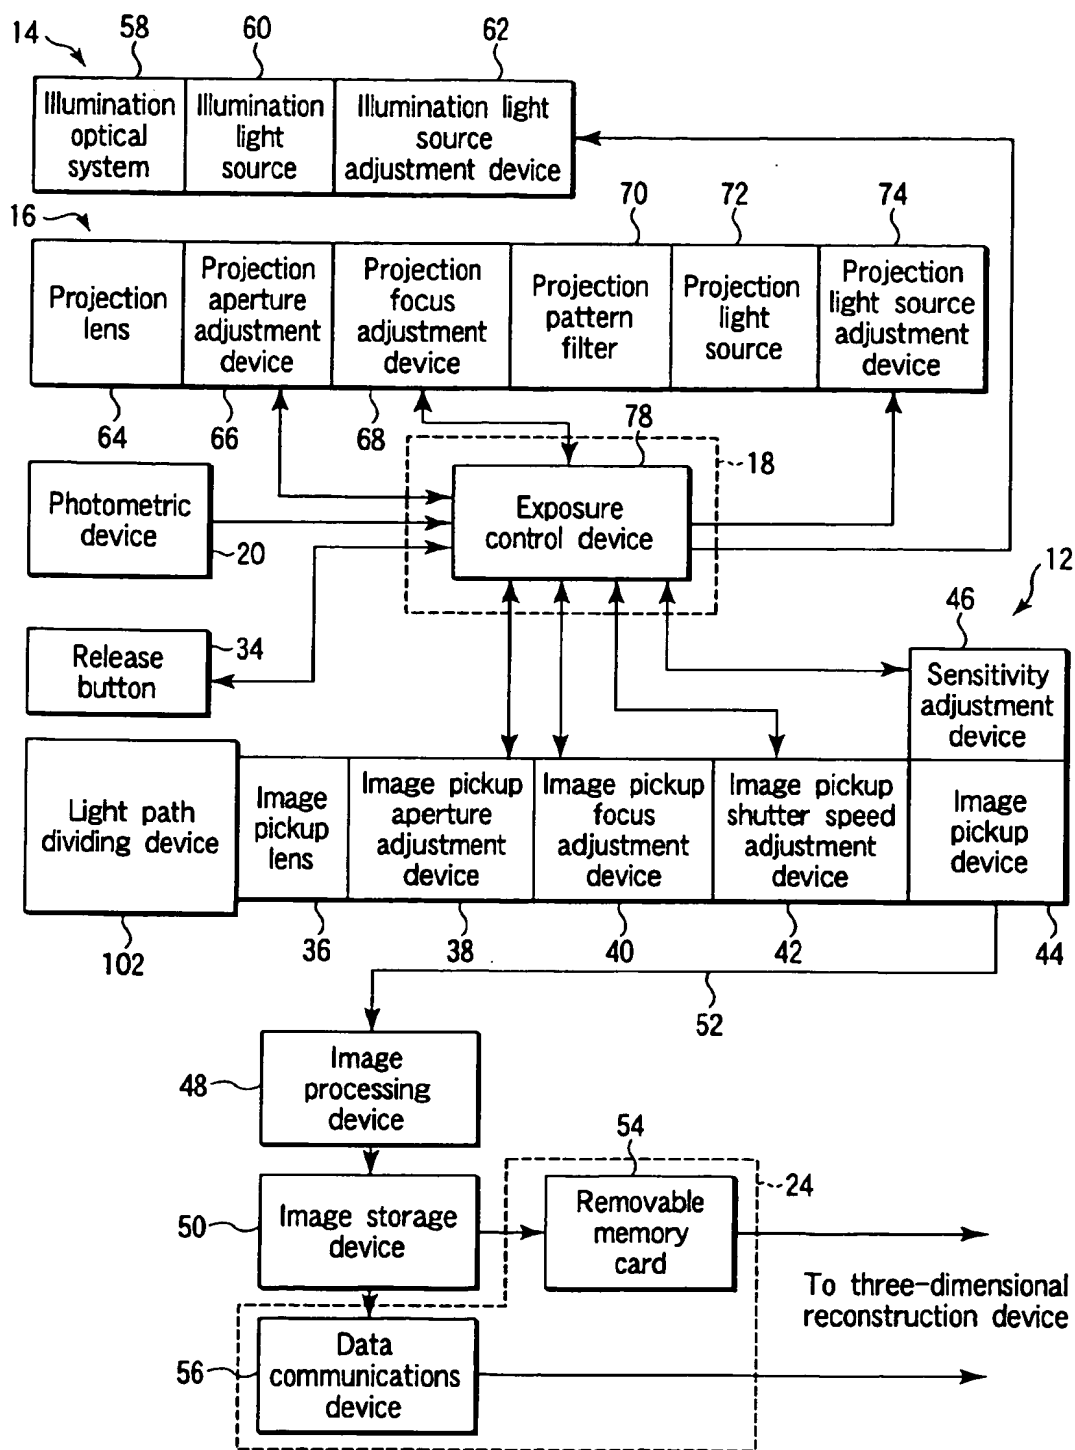 14
58
60
62
Illumination
optical
system
Illumination
light
source
Illumination light
source
adjustment device
16
70
72
74
Projection
lens
Projection
aperture
adjustment
device
Projection
focus
adjustment
device
Projection
pattern
filter
Projection
light
source
Projection
light source
adjustment
device
64
66
68
78
18
Photometric
device
20
Exposure
control device
12
46
Release
button
34
Sensitivity
adjustment
device
Light path
dividing device
Image
pickup
lens
Image pickup
aperture
adjustment
device
Image pickup
focus
adjustment
device
Image pickup
shutter speed
adjustment
device
Image
pickup
device
102
36
38
40
42
44
52
48
Image
processing
device
54
24
50
Image storage
device
Removable
memory
card
To three-dimensional
reconstruction device
56
Data
communications
device